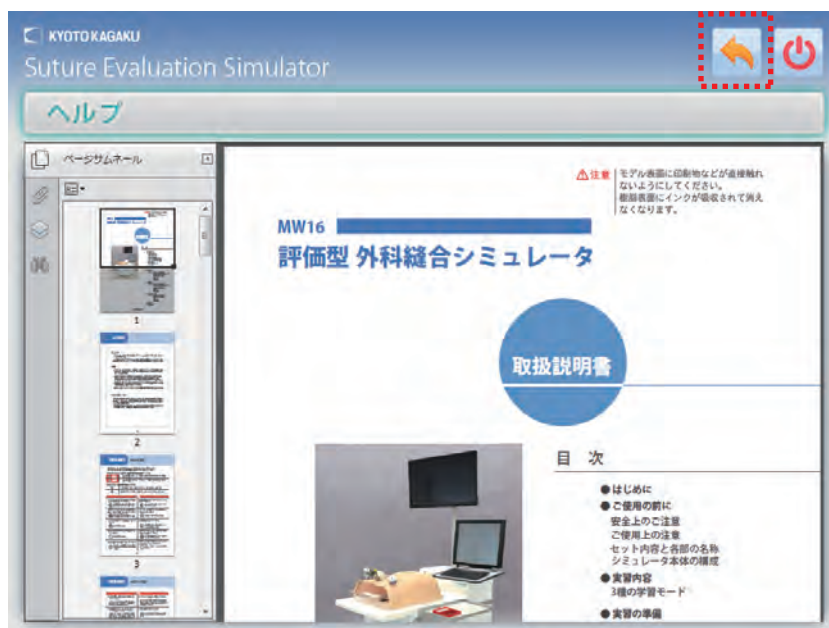 KYOTO KAGAKU
Suture Evaluation Simulator
ヘルプ
ページサムネール
注意
モデル表面に印刷物などが直接触れ
ないようにしてください。
樹脂表面にインクが吸収されて消え
なくなります。
MW16
評価型 外科縫合シミュレータ
取扱説明書
目 次
●はじめに
●ご使用の前に
安全上のご注意
ご使用上の注意
セット内容と各部の名称
シミュレータ本体の構成
●実習内容
3種の学習モード
●実習の準備
1
2
3